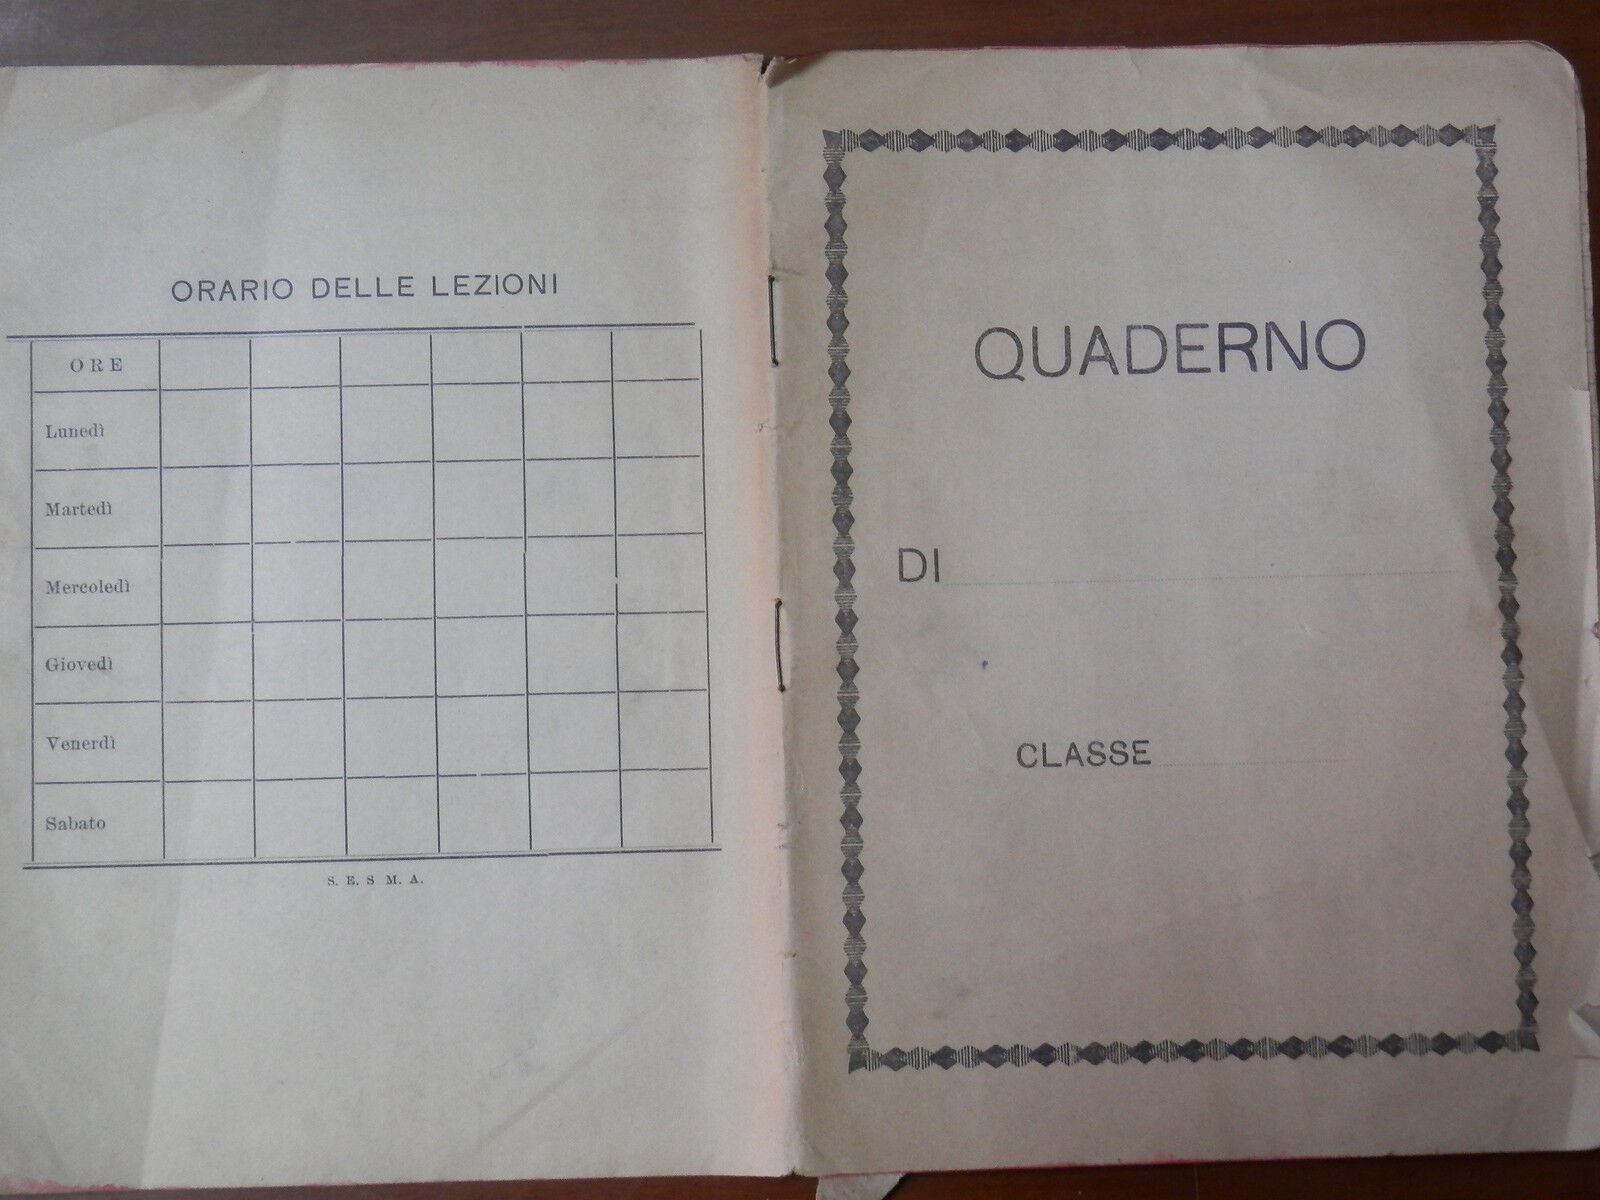 ORARIO DELLE LEZIONI
ORE
Lunedì
Martedì
Mercoledì
Giovedì
Venerdì
Sabato
S. E. S M. A.
QUADERNO
DI
CLASSE